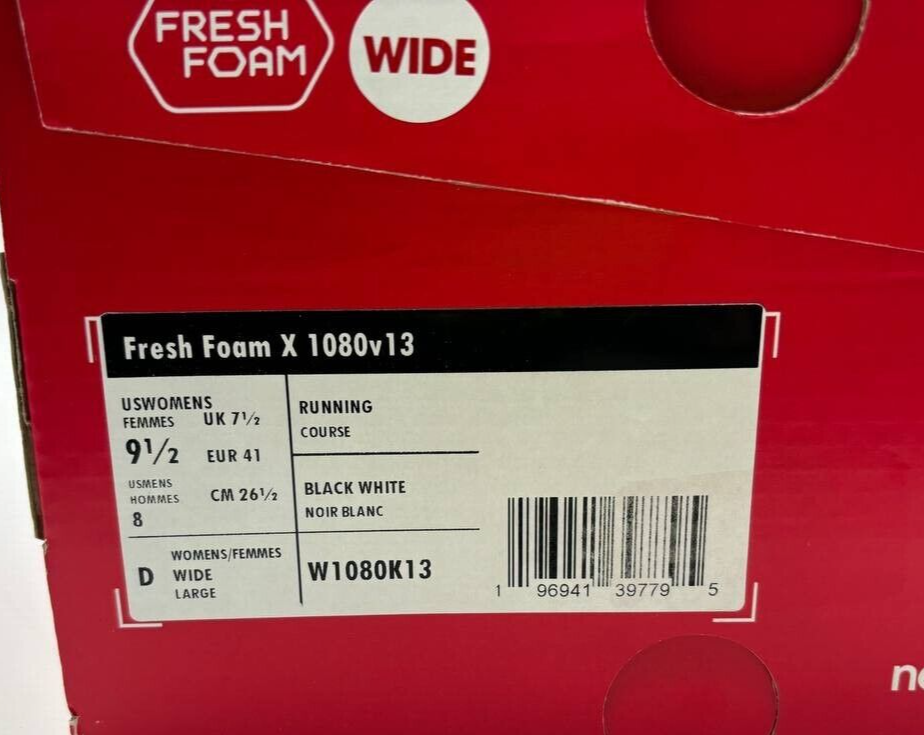 FRESH
FOAM
WIDE
Fresh Foam X 1080v13
USWOMENS
FEMMES UK 7½
9½ EUR 41
USMENS
HOMMES CM 26½
8
D WOMENS/FEMMES
WIDE
LARGE
RUNNING
COURSE
BLACK WHITE
NOIR BLANC
W1080K13
1 96941 39779 5